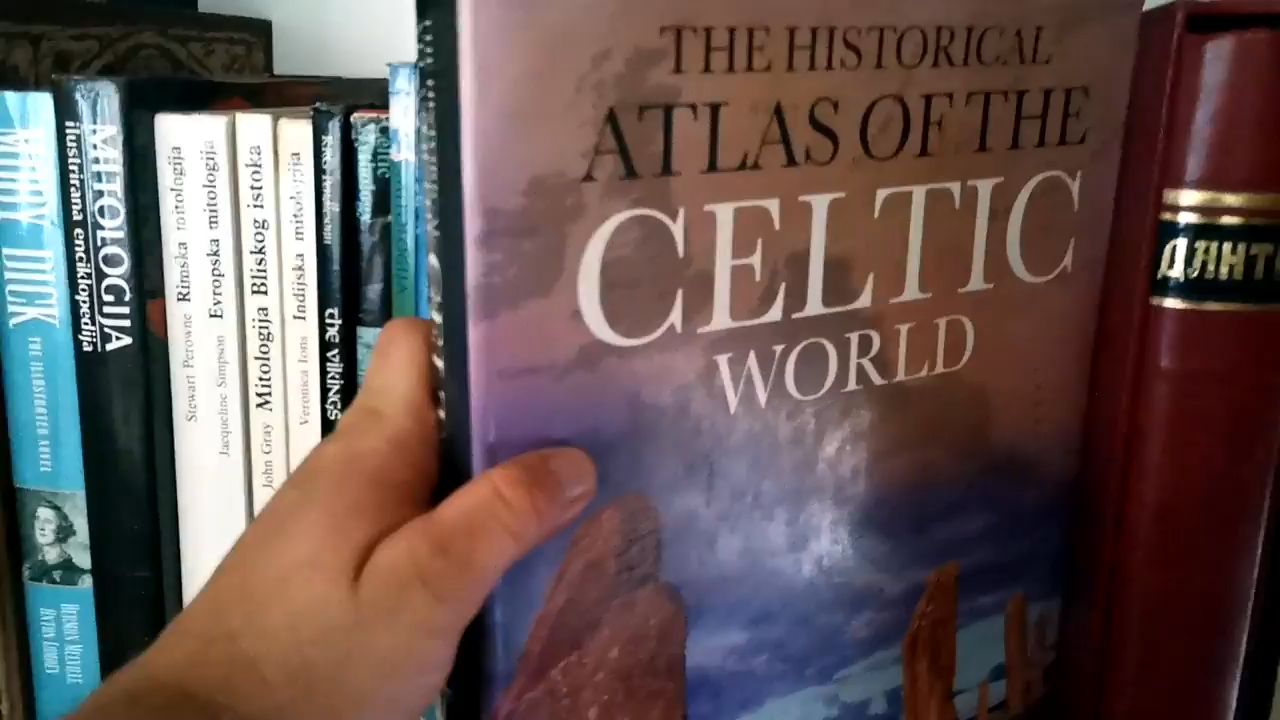 THE HISTORICAL
ATLAS OF THE
CELTIC
WORLD
MOBY DICK
THE ILLUSTRATED NOVEL
HERMAN MELVILLE
MITOLOGIJA
ilustrirana enciklopedija
Stewart Perowne Rimska mitologija
Jacqueline Simpson Evropska mitologija
John Gray Mitologija Bliskog istoka
Veronica Ions Indijska mitologija
the vikings
Celtic
ДАНТЕ